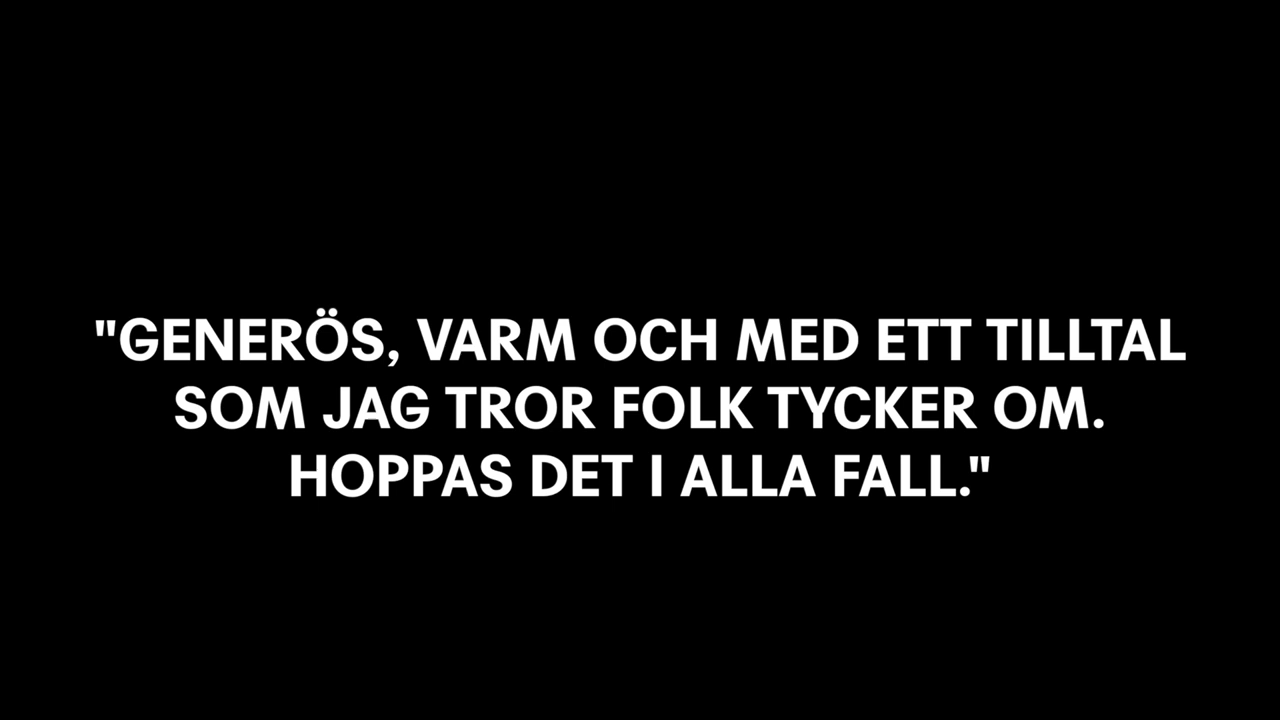 "GENERÖS, VARM OCH MED ETT TILLTAL
SOM JAG TROR FOLK TYCKER OM.
HOPPAS DET I ALLA FALL."